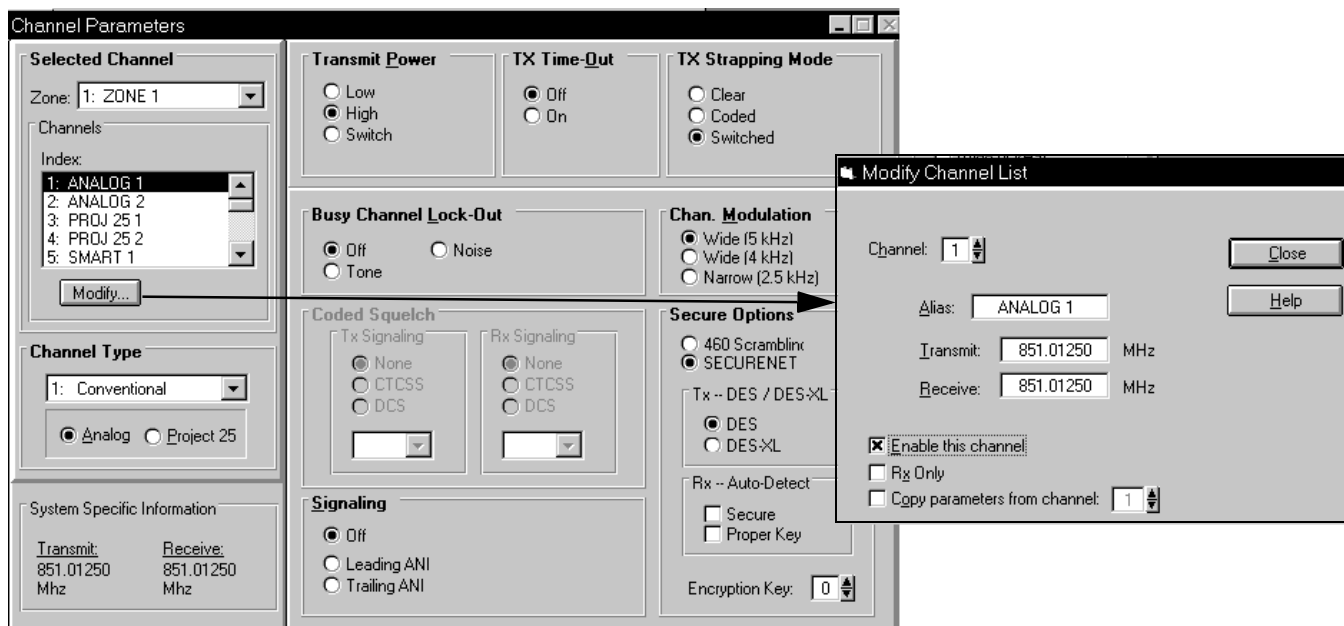 Channel Parameters
Selected Channel
Zone: 1: ZONE 1
Channels
Index:
1: ANALOG 1
2: ANALOG 2
3: PROJ 25 1
4: PROJ 25 2
5: SMART 1
Modify...
Channel Type
1: Conventional
Analog Project 25
System Specific Information
Transmit: Receive:
851.01250 851.01250
Mhz Mhz
Transmit Power
Low
High
Switch
TX Time-Out
Off
On
TX Strapping Mode
Clear
Coded
Switched
Busy Channel Lock-Out
Off Noise
Tone
Chan. Modulation
Wide (5 kHz)
Wide (4 kHz)
Narrow (2.5 kHz)
Coded Squelch
Tx Signaling Rx Signaling
None None
CTCSS CTCSS
DCS DCS
Signaling
Off
Leading ANI
Trailing ANI
Secure Options
460 Scrambling
SECURENET
Tx -- DES / DES-XL
DES
DES-XL
Rx -- Auto-Detect
Secure
Proper Key
Encryption Key: 0
Modify Channel List
Channel: 1
Close
Alias: ANALOG 1
Help
Transmit: 851.01250 MHz
Receive: 851.01250 MHz
Enable this channel
Rx Only
Copy parameters from channel: 1